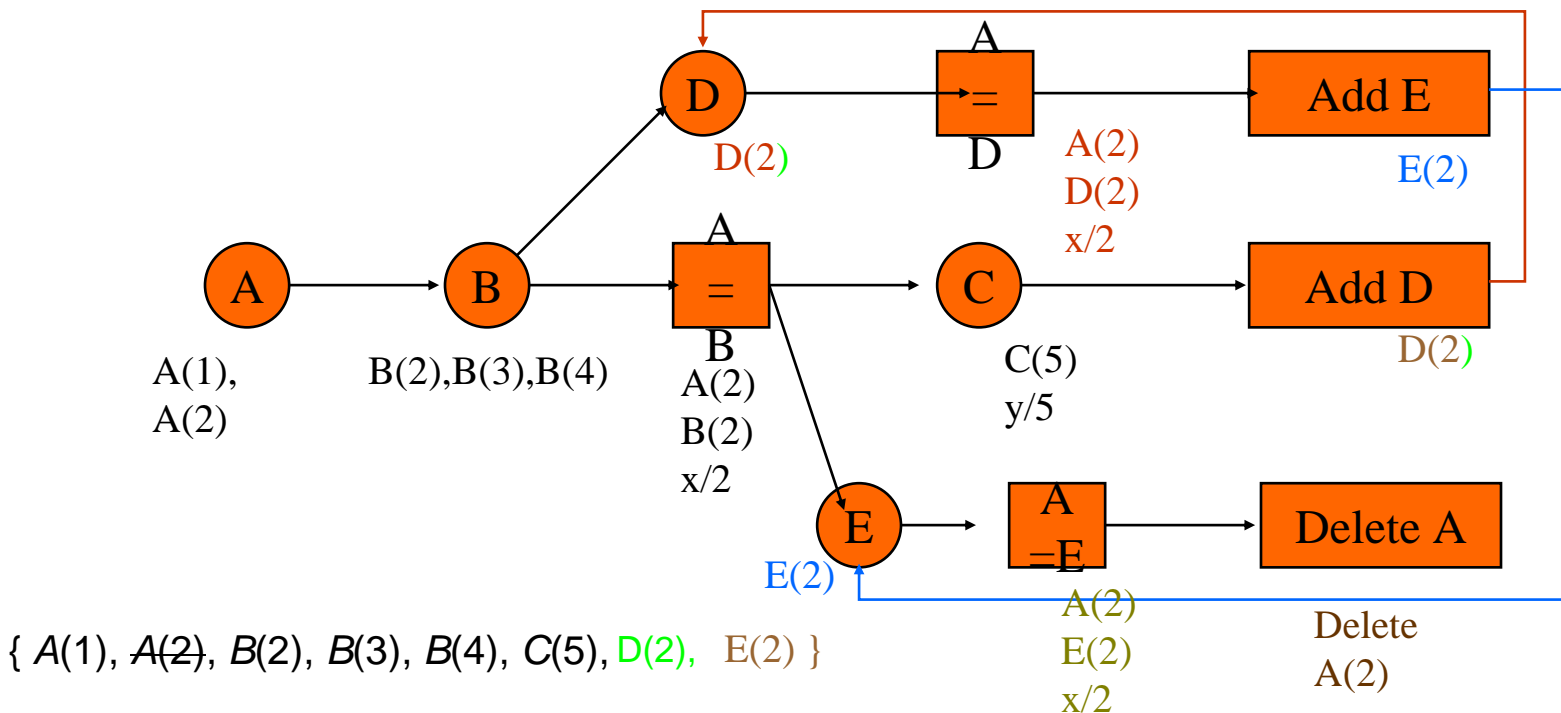 A
D
=
Add E
D
D(2)
A(2)
D(2)
x/2
E(2)
A
A
B
=
C
Add D
B
A(1),
A(2)
B(2),B(3),B(4)
A(2)
B(2)
x/2
C(5)
y/5
D(2)
A
E
=E
Delete A
E(2)
A(2)
E(2)
x/2
Delete
A(2)
{ A(1), A(2), B(2), B(3), B(4), C(5), D(2), E(2) }